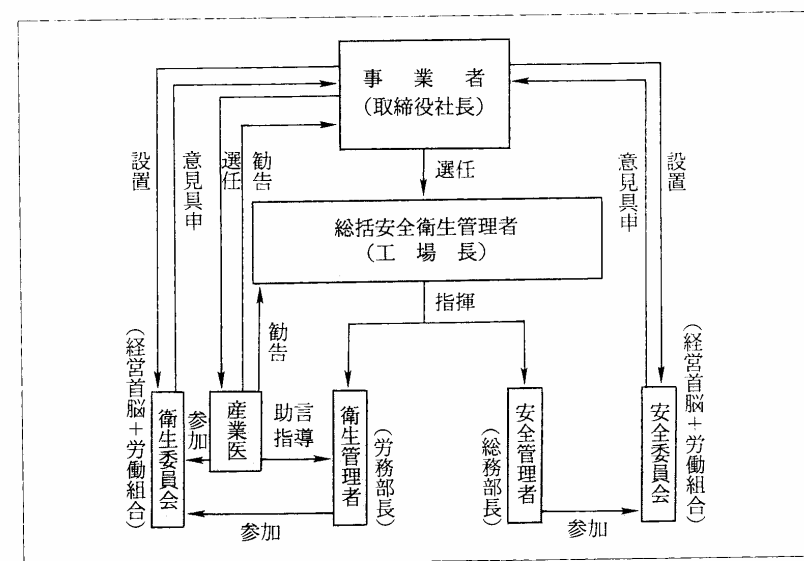 事業者
(取締役社長)
設置
意見具申
選任
勧告
選任
意見具申
設置
総括安全衛生管理者
(工場長)
指揮
勧告
(経営首脳+労働組合)
衛生委員会
参加
産業医
助言
指導
衛生管理者
(労務部長)
(総務部長)
安全管理者
安全委員会
(経営首脳+労働組合)
参加
参加